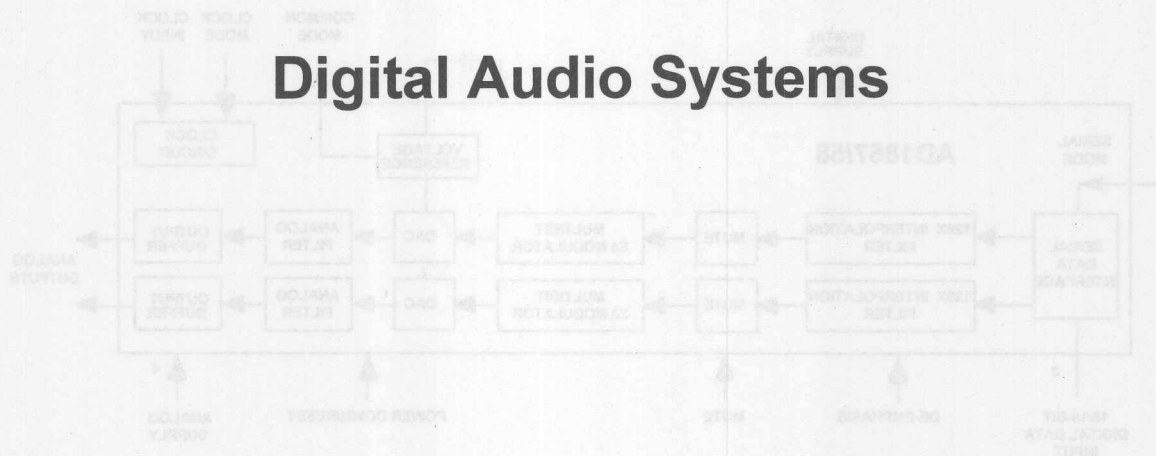 CLOCK INPUT
CLOCK MODE
COMMON MODE
DIGITAL SUPPLY
Digital Audio Systems
CLOCK CIRCUIT
VOLTAGE REFERENCE
AD1857/58
SERIAL MODE
OUTPUT BUFFER
ANALOG FILTER
DAC
MULTIBIT ΣΔ MODULATOR
MUTE
128X INTERPOLATION FILTER
SERIAL DATA INTERFACE
ANALOG OUTPUTS
OUTPUT BUFFER
ANALOG FILTER
DAC
MULTIBIT ΣΔ MODULATOR
MUTE
128X INTERPOLATION FILTER
ANALOG SUPPLY
POWER DOWN/RESET
MUTE
DE-EMPHASIS
16/18-BIT DIGITAL DATA INPUT